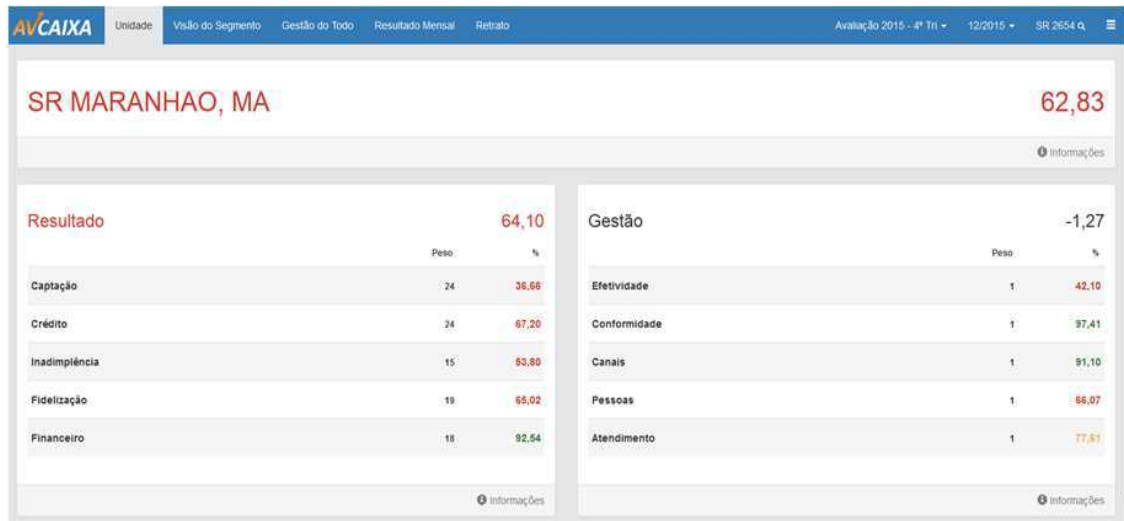 AVCAIXA Unidade Visão do Segmento Gestão do Todo Resultado Mensal Retrato Avaliação 2015 - 4º Tri 12/2015 SR 2654
SR MARANHAO, MA 62,83
Informações
Resultado 64,10
Peso %
Captação 24 36,66
Crédito 24 67,20
Inadimplência 15 53,80
Fidelização 19 65,02
Financeiro 18 92,54
Informações
Gestão -1,27
Peso %
Efetividade 1 42,10
Conformidade 1 97,41
Canais 1 91,10
Pessoas 1 66,07
Atendimento 1 77,61
Informações